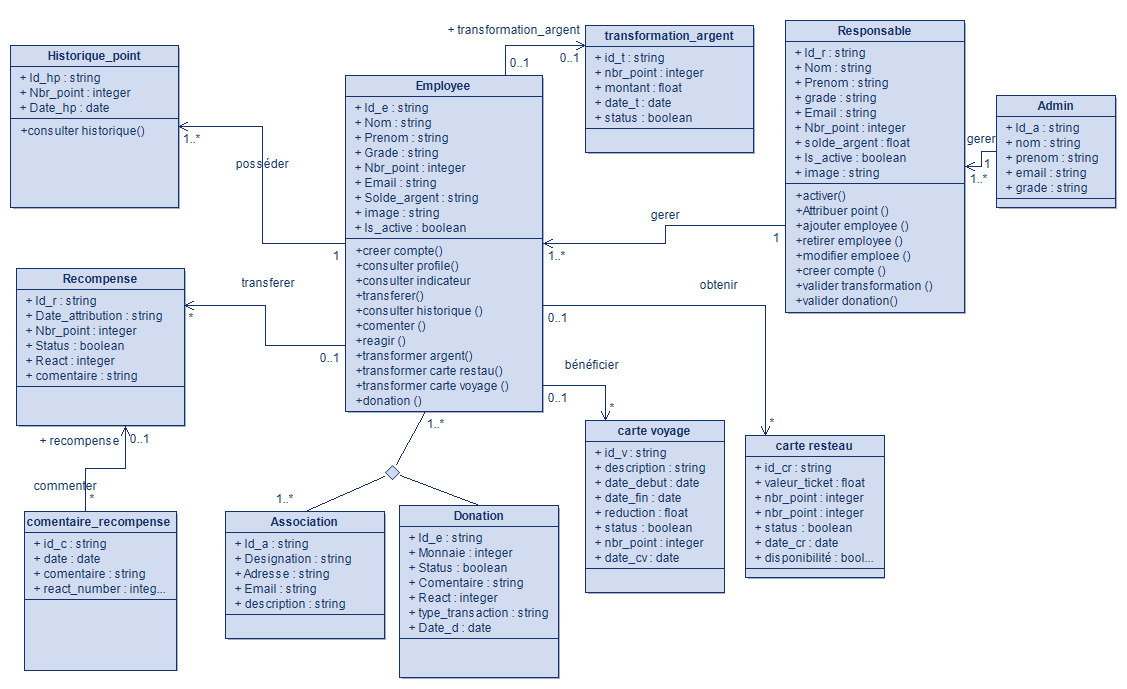 Historique_point
+ Id_hp : string
+ Nbr_point : integer
+ Date_hp : date
+consulter historique()
1..*
posséder
1
+ transformation_argent
0..1
0..1
transformation_argent
+ id_t : string
+ nbr_point : integer
+ montant : float
+ date_t : date
+ status : boolean
Employee
+ Id_e : string
+ Nom : string
+ Prenom : string
+ Grade : string
+ Nbr_point : integer
+ Email : string
+ Solde_argent : string
+ image : string
+ Is_active : boolean
+creer compte()
+consulter profile()
+consulter indicateur
+transferer()
+consulter historique ()
+comenter ()
+reagir ()
+transformer argent()
+transformer carte restau()
+transformer carte voyage ()
+donation ()
Responsable
+ Id_r : string
+ Nom : string
+ Prenom : string
+ grade : string
+ Email : string
+ Nbr_point : integer
+ solde_argent : float
+ Is_active : boolean
+ image : string
+activer()
+Attribuer point ()
+ajouter employee ()
+retirer employee ()
+modifier emploee ()
+creer compte ()
+valider transformation ()
+valider donation()
Admin
+ Id_a : string
+ nom : string
+ prenom : string
+ email : string
+ grade : string
gerer
1
1..*
gerer
1
1..*
Recompense
+ Id_r : string
+ Date_attribution : string
+ Nbr_point : integer
+ Status : boolean
+ React : integer
+ comentaire : string
transferer
*
0..1
obtenir
0..1
*
bénéficier
0..1
*
+ recompense
0..1
commenter
*
comentaire_recompense
+ id_c : string
+ date : date
+ comentaire : string
+ react_number : integ...
1..*
1..*
Association
+ Id_a : string
+ Designation : string
+ Adresse : string
+ Email : string
+ description : string
Donation
+ Id_e : string
+ Monnaie : integer
+ Status : boolean
+ Comentaire : string
+ React : integer
+ type_transaction : string
+ Date_d : date
carte voyage
+ id_v : string
+ description : string
+ date_debut : date
+ date_fin : date
+ reduction : float
+ status : boolean
+ nbr_point : integer
+ date_cv : date
carte resteau
+ id_cr : string
+ valeur_ticket : float
+ nbr_point : integer
+ nbr_point : integer
+ status : boolean
+ date_cr : date
+ disponibilité : bool...